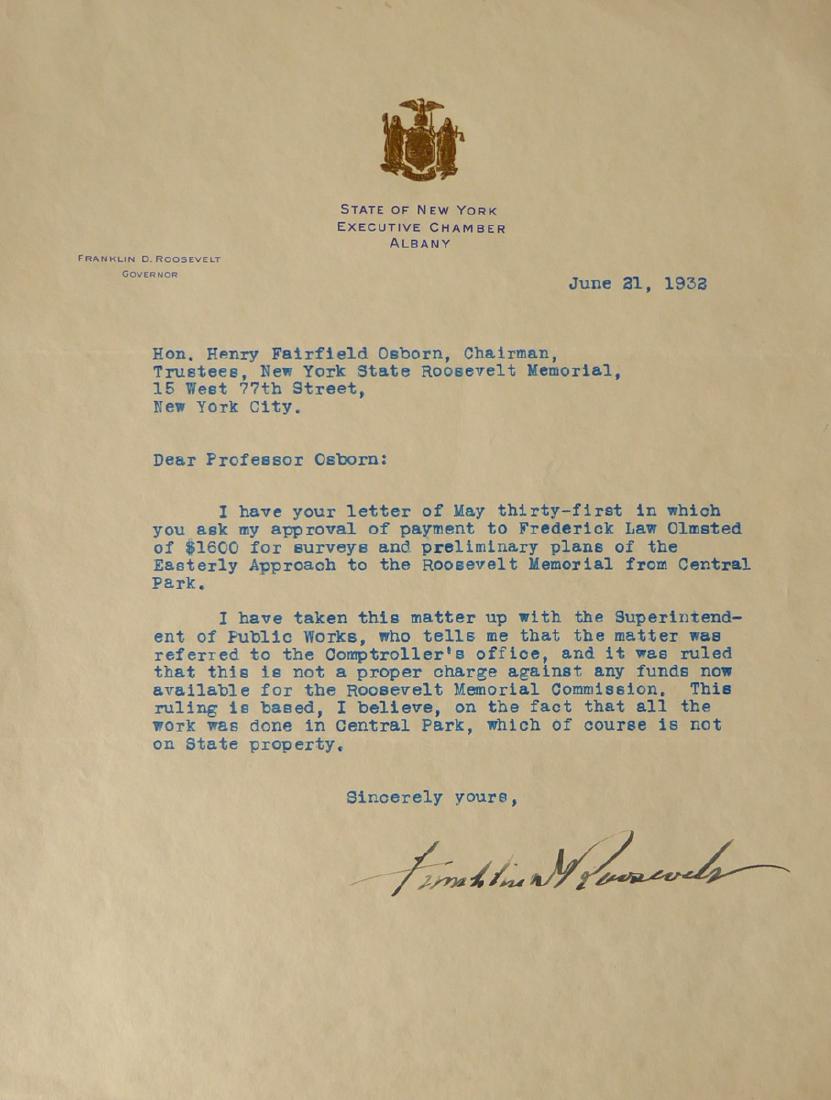 STATE OF NEW YORK
EXECUTIVE CHAMBER
ALBANY
FRANKLIN D. ROOSEVELT
GOVERNOR
June 21, 1932
Hon. Henry Fairfield Osborn, Chairman,
Trustees, New York State Roosevelt Memorial,
15 West 77th Street,
New York City.
Dear Professor Osborn:
I have your letter of May thirty-first in which
you ask my approval of payment to Frederick Law Olmsted
of $1600 for surveys and preliminary plans of the
Easterly Approach to the Roosevelt Memorial from Central
Park.
I have taken this matter up with the Superintend-
ent of Public Works, who tells me that the matter was
referred to the Comptroller's office, and it was ruled
that this is not a proper charge against any funds now
available for the Roosevelt Memorial Commission. This
ruling is based, I believe, on the fact that all the
work was done in Central Park, which of course is not
on State property.
Sincerely yours,
Franklin D Roosevelt